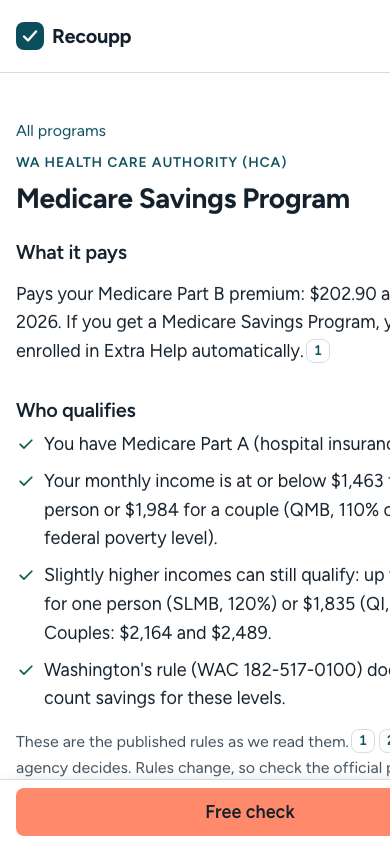 Recoupp
All programs
WA HEALTH CARE AUTHORITY (HCA)
Medicare Savings Program
What it pays
Pays your Medicare Part B premium: $202.90 a
2026. If you get a Medicare Savings Program, y
enrolled in Extra Help automatically. 1
Who qualifies
You have Medicare Part A (hospital insuranc
Your monthly income is at or below $1,463
person or $1,984 for a couple (QMB, 110% o
federal poverty level).
Slightly higher incomes can still qualify: up
for one person (SLMB, 120%) or $1,835 (QI,
Couples: $2,164 and $2,489.
Washington's rule (WAC 182-517-0100) doe
count savings for these levels.
These are the published rules as we read them. 1 2
agency decides. Rules change, so check the official p
Free check